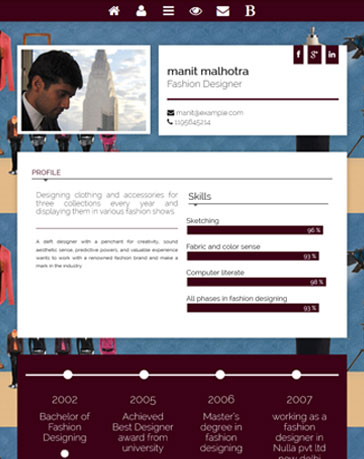 B
f g+ in
manit malhotra
Fashion Designer
manit@example.com
1195645214
PROFILE
Designing clothing and accessories for
three collections every year and
displaying them in various fashion shows.
A deft designer with a penchant for creativity, sound
aesthetic sense, predictive powers, and valuable experience
wants to work with a renowned fashion brand and make a
mark in the industry
Skills
Sketching
96 %
Fabric and color sense
93 %
Computer literate
98 %
All phases in fashion designing
93 %
2002
Bachelor of
Fashion
Designing
2005
Achieved
Best Designer
award from
university
2006
Master's
degree in
fashion
designing
2007
working as a
fashion
designer in
Nulla pvt ltd
new delhi